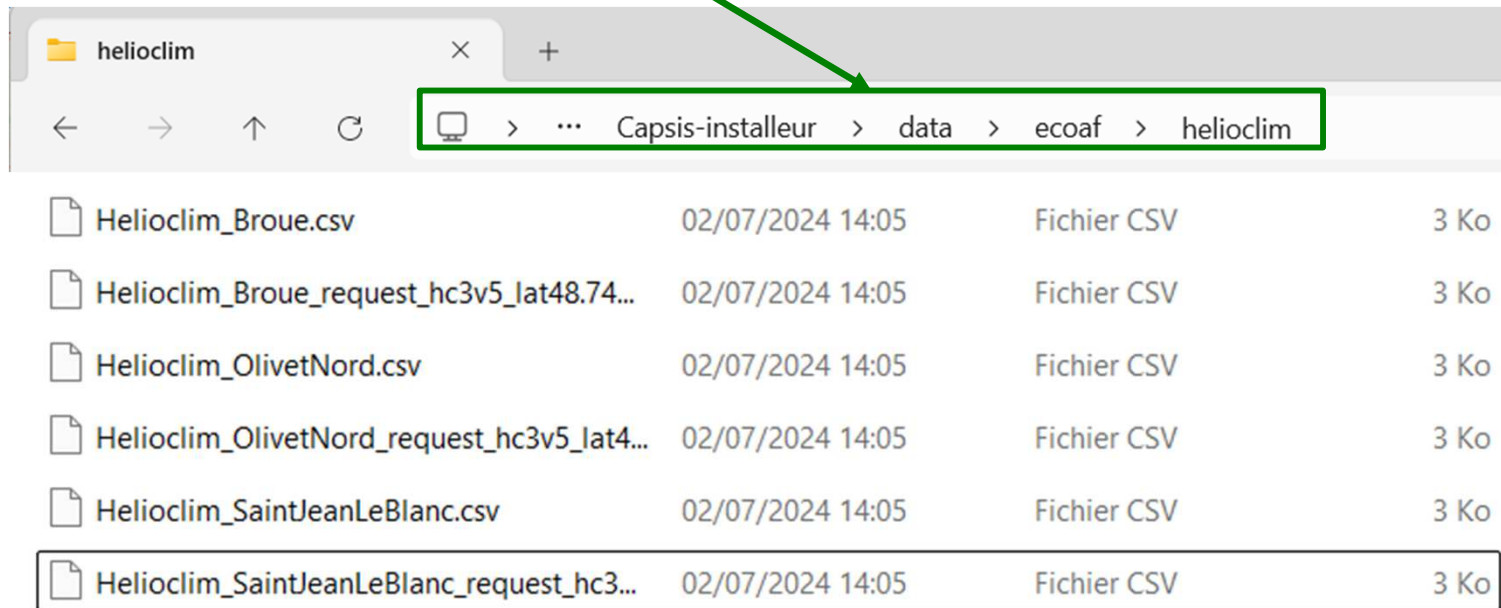 helioclim
> ... Capsis-installeur > data > ecoaf > helioclim
Helioclim_Broue.csv 02/07/2024 14:05 Fichier CSV 3 Ko
Helioclim_Broue_request_hc3v5_lat48.74... 02/07/2024 14:05 Fichier CSV 3 Ko
Helioclim_OlivetNord.csv 02/07/2024 14:05 Fichier CSV 3 Ko
Helioclim_OlivetNord_request_hc3v5_lat4... 02/07/2024 14:05 Fichier CSV 3 Ko
Helioclim_SaintJeanLeBlanc.csv 02/07/2024 14:05 Fichier CSV 3 Ko
Helioclim_SaintJeanLeBlanc_request_hc3... 02/07/2024 14:05 Fichier CSV 3 Ko